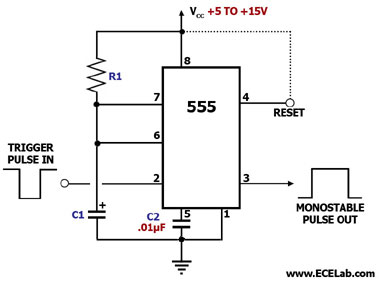 Vcc +5 TO +15V
R1
8
7
555
4
RESET
6
TRIGGER
PULSE IN
2
3
C1
+
C2
.01µF
5
1
MONOSTABLE
PULSE OUT
www.ECELab.com